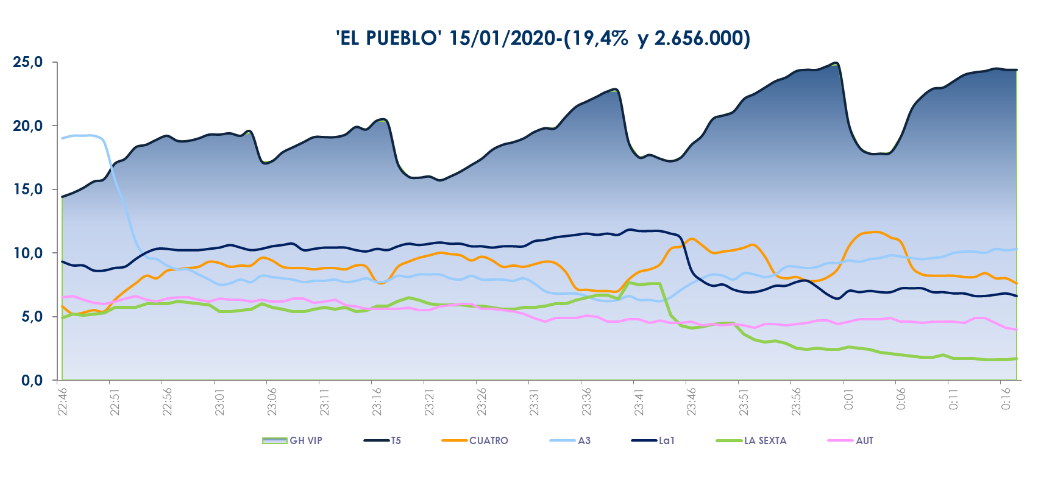 'EL PUEBLO' 15/01/2020-(19,4% y 2.656.000)
25,0
20,0
15,0
10,0
5,0
0,0
22:46 22:51 22:56 23:01 23:06 23:11 23:16 23:21 23:26 23:31 23:36 23:41 23:46 23:51 23:56 0:01 0:06 0:11 0:16
GH VIP T5 CUATRO A3 La1 LA SEXTA AUT